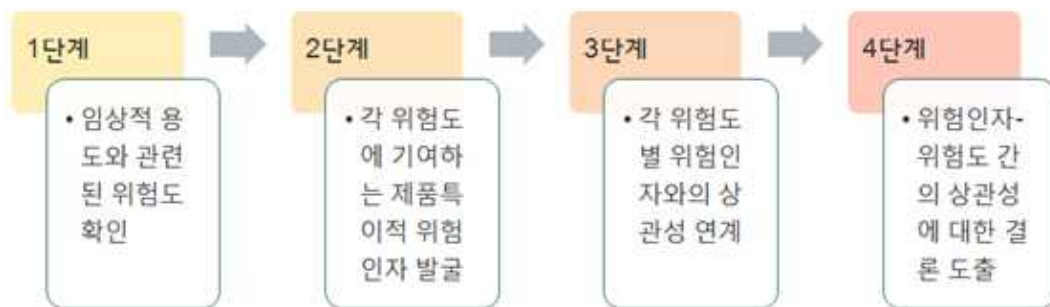 1단계
• 임상적 용
도와 관련
된 위험도
확인
2단계
• 각 위험도
에 기여하
는 제품특
이적 위험
인자 발굴
3단계
• 각 위험도
별 위험인
자와의 상
관성 연계
4단계
• 위험인자-
위험도 간
의 상관성
에 대한 결
론 도출